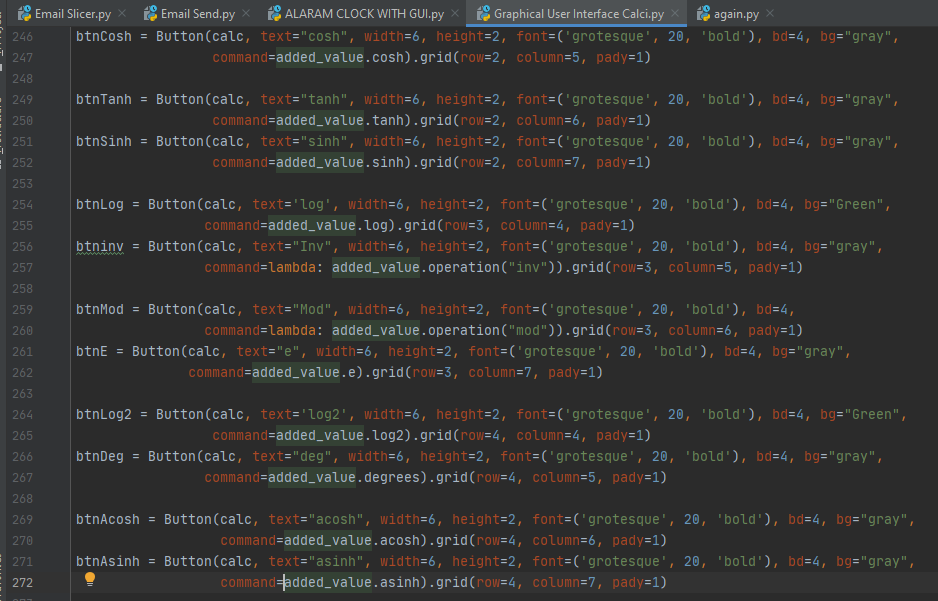 Email Slicer.py Email Send.py ALARAM CLOCK WITH GUI.py Graphical User Interface Calci.py again.py
246 btnCosh = Button(calc, text="cosh", width=6, height=2, font=('grotesque', 20, 'bold'), bd=4, bg="gray",
247 command=added_value.cosh).grid(row=2, column=5, pady=1)
248
249 btnTanh = Button(calc, text="tanh", width=6, height=2, font=('grotesque', 20, 'bold'), bd=4, bg="gray",
250 command=added_value.tanh).grid(row=2, column=6, pady=1)
251 btnSinh = Button(calc, text="sinh", width=6, height=2, font=('grotesque', 20, 'bold'), bd=4, bg="gray",
252 command=added_value.sinh).grid(row=2, column=7, pady=1)
253
254 btnLog = Button(calc, text='log', width=6, height=2, font=('grotesque', 20, 'bold'), bd=4, bg="Green",
255 command=added_value.log).grid(row=3, column=4, pady=1)
256 btninv = Button(calc, text="Inv", width=6, height=2, font=('grotesque', 20, 'bold'), bd=4, bg="gray",
257 command=lambda: added_value.operation("inv")).grid(row=3, column=5, pady=1)
258
259 btnMod = Button(calc, text="Mod", width=6, height=2, font=('grotesque', 20, 'bold'), bd=4,
260 command=lambda: added_value.operation("mod")).grid(row=3, column=6, pady=1)
261 btnE = Button(calc, text="e", width=6, height=2, font=('grotesque', 20, 'bold'), bd=4, bg="gray",
262 command=added_value.e).grid(row=3, column=7, pady=1)
263
264 btnLog2 = Button(calc, text='log2', width=6, height=2, font=('grotesque', 20, 'bold'), bd=4, bg="Green",
265 command=added_value.log2).grid(row=4, column=4, pady=1)
266 btnDeg = Button(calc, text="deg", width=6, height=2, font=('grotesque', 20, 'bold'), bd=4, bg="gray",
267 command=added_value.degrees).grid(row=4, column=5, pady=1)
268
269 btnAcosh = Button(calc, text="acosh", width=6, height=2, font=('grotesque', 20, 'bold'), bd=4, bg="gray",
270 command=added_value.acosh).grid(row=4, column=6, pady=1)
271 btnAsinh = Button(calc, text="asinh", width=6, height=2, font=('grotesque', 20, 'bold'), bd=4, bg="gray",
272 command=added_value.asinh).grid(row=4, column=7, pady=1)